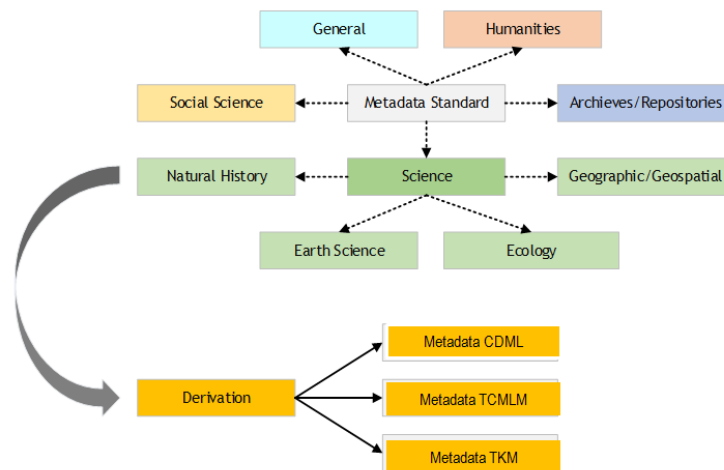 General
Humanities
Social Science
Metadata Standard
Archieves/Repositories
Natural History
Science
Geographic/Geospatial
Earth Science
Ecology
Metadata CDML
Derivation
Metadata TCMLM
Metadata TKM